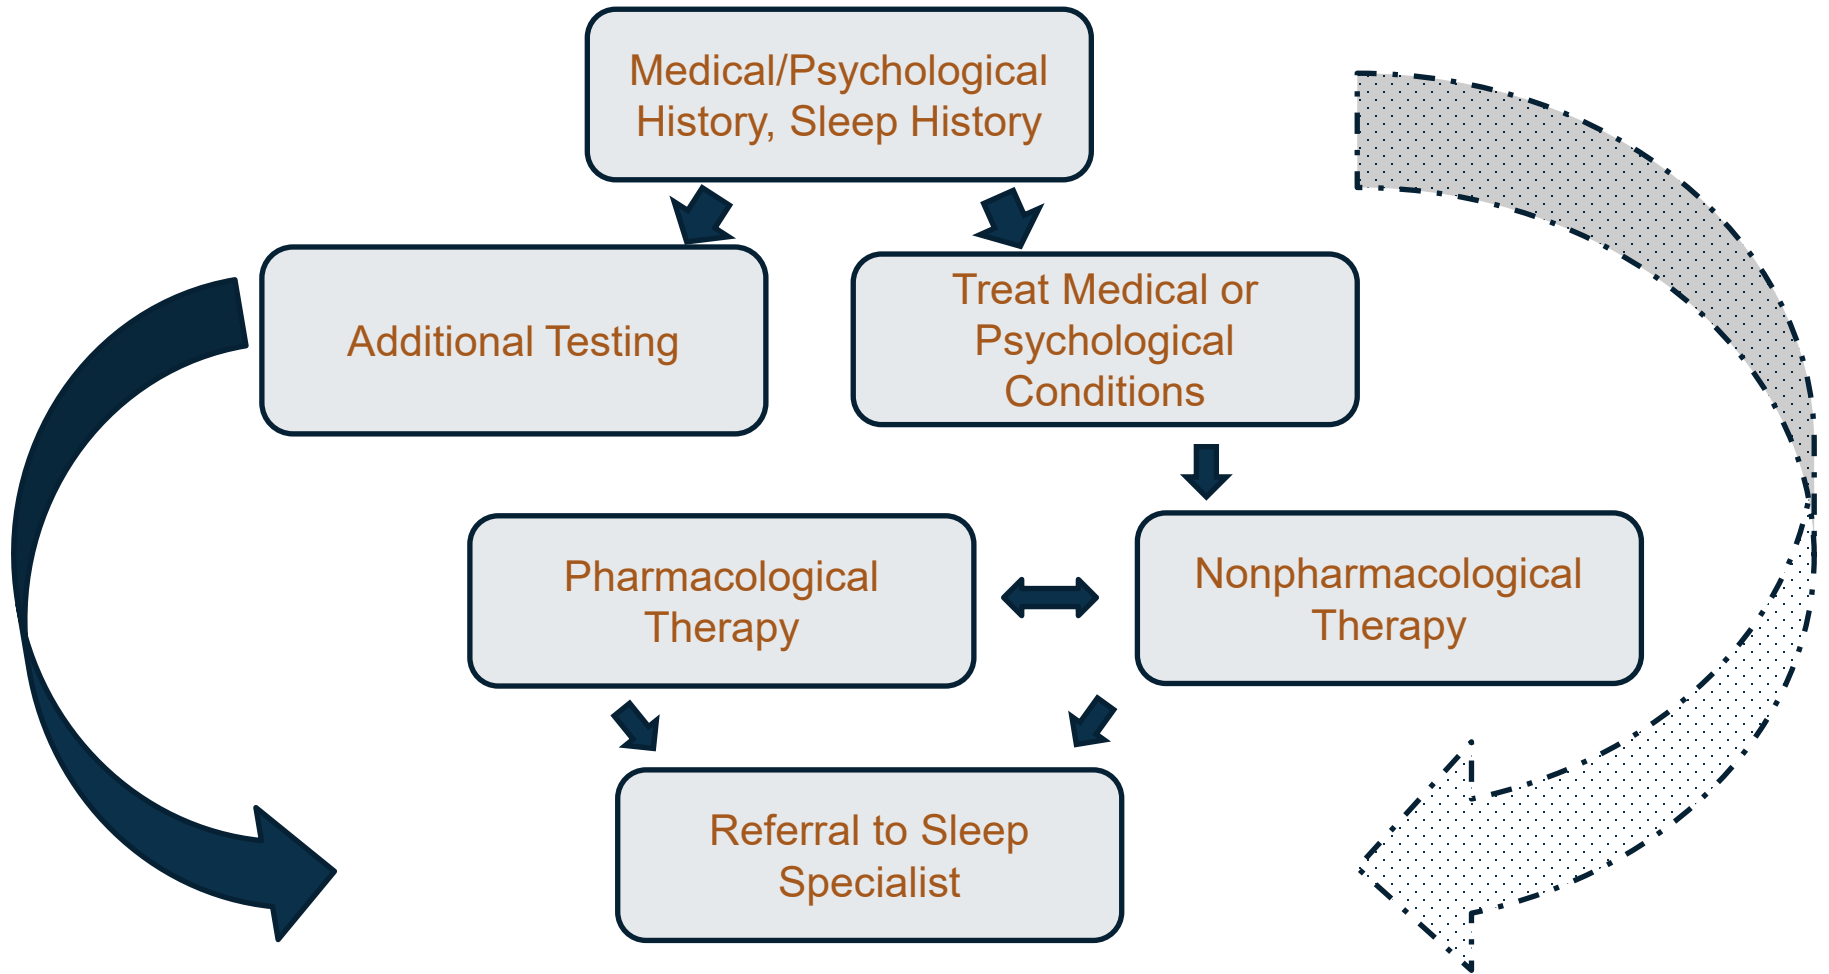 Medical/Psychological
History, Sleep History
Additional Testing
Treat Medical or
Psychological
Conditions
Pharmacological
Therapy
Nonpharmacological
Therapy
Referral to Sleep
Specialist